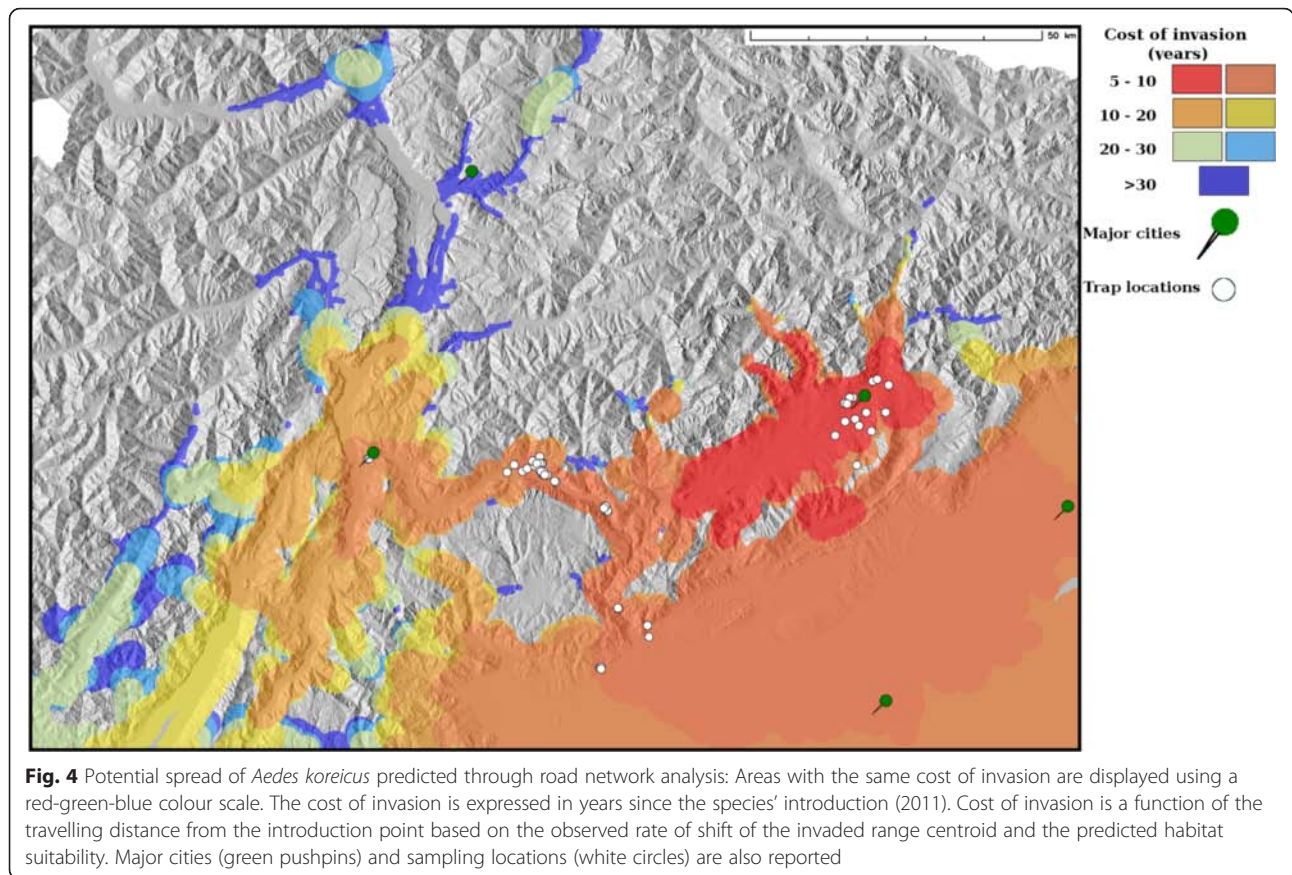 50 km
Cost of invasion
(years)
5 - 10
10 - 20
20 - 30
>30
Major cities
Trap locations
Fig. 4 Potential spread of Aedes koreicus predicted through road network analysis: Areas with the same cost of invasion are displayed using a
red-green-blue colour scale. The cost of invasion is expressed in years since the species' introduction (2011). Cost of invasion is a function of the
travelling distance from the introduction point based on the observed rate of shift of the invaded range centroid and the predicted habitat
suitability. Major cities (green pushpins) and sampling locations (white circles) are also reported